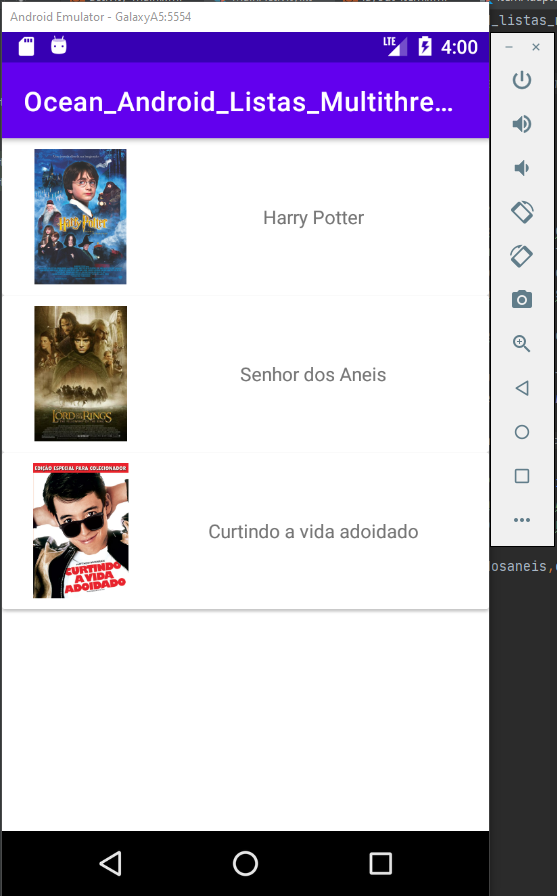 Android Emulator - GalaxyA5:5554
_listas_
LTE
4:00
Ocean_Android_Listas_Multithre...
Harry Potter
Harry Potter
THE LORD OF THE RINGS
Senhor dos Aneis
EDIÇÃO ESPECIAL PARA COLECIONADOR
CURTINDO
A VIDA
ADOIDADO
Curtindo a vida adoidado
osaneis,